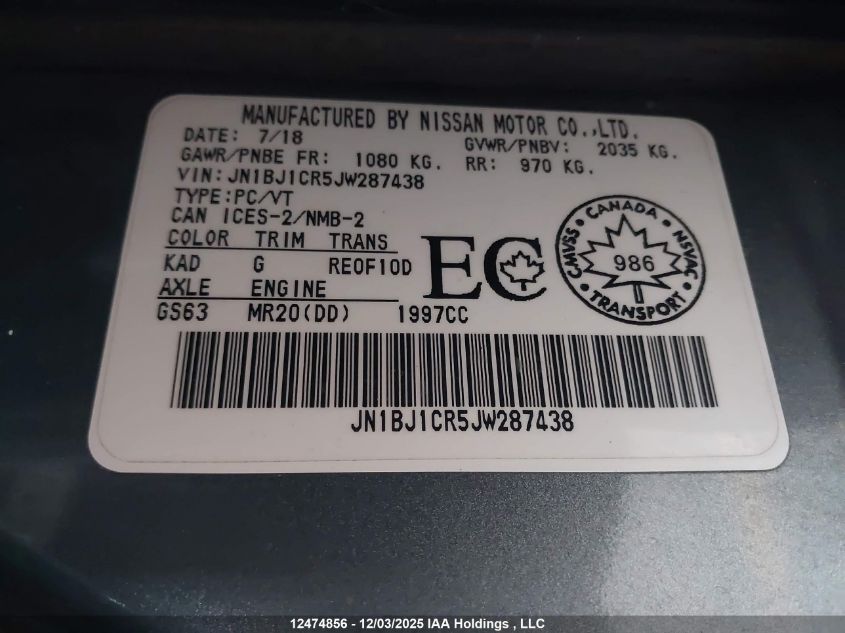 MANUFACTURED BY NISSAN MOTOR CO.,LTD.
DATE: 7/18 GVWR/PNBV: 2035 KG.
GAWR/PNBE FR: 1080 KG. RR: 970 KG.
VIN: JN1BJ1CR5JW287438
TYPE:PC/VT
CAN ICES-2/NMB-2
COLOR TRIM TRANS
KAD G RE0F10D
AXLE ENGINE
GS63 MR20(DD) 1997CC
EC
CANADA
CMVSS 986 NSVAC
TRANSPORT
JN1BJ1CR5JW287438
12474856 - 12/03/2025 IAA Holdings , LLC